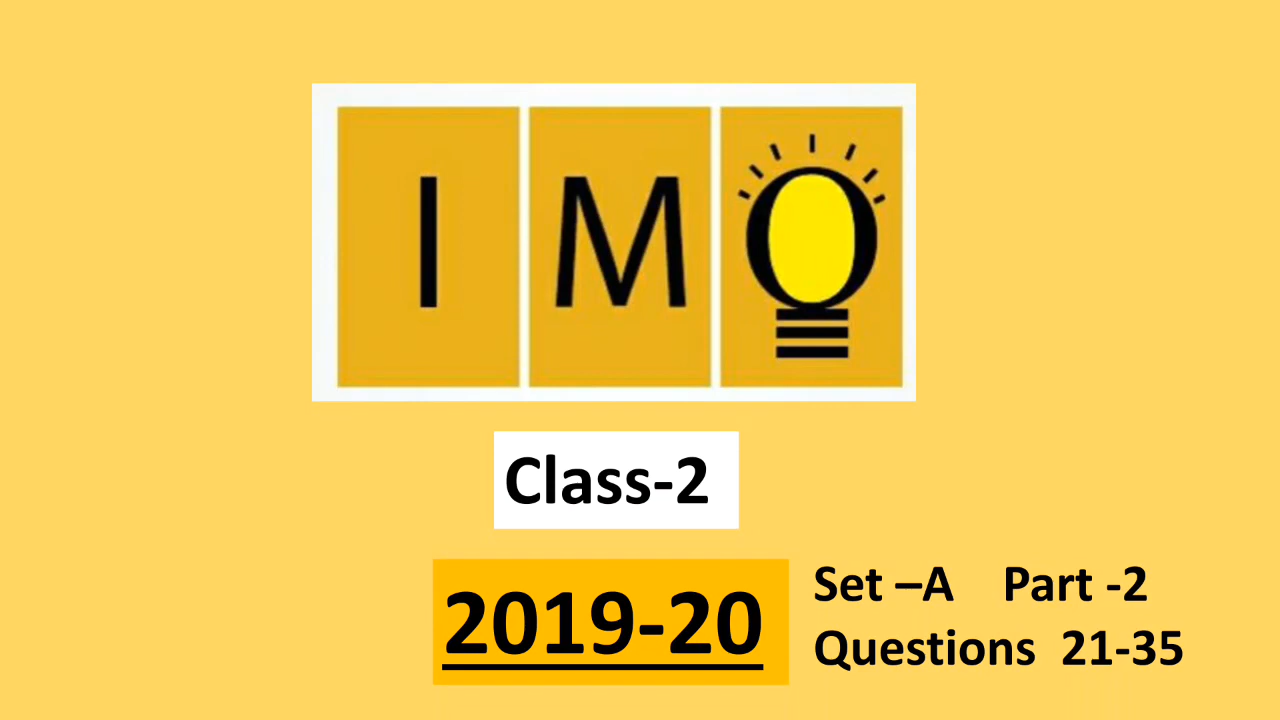 IMO
Class-2
2019-20
Set –A Part -2
Questions 21-35